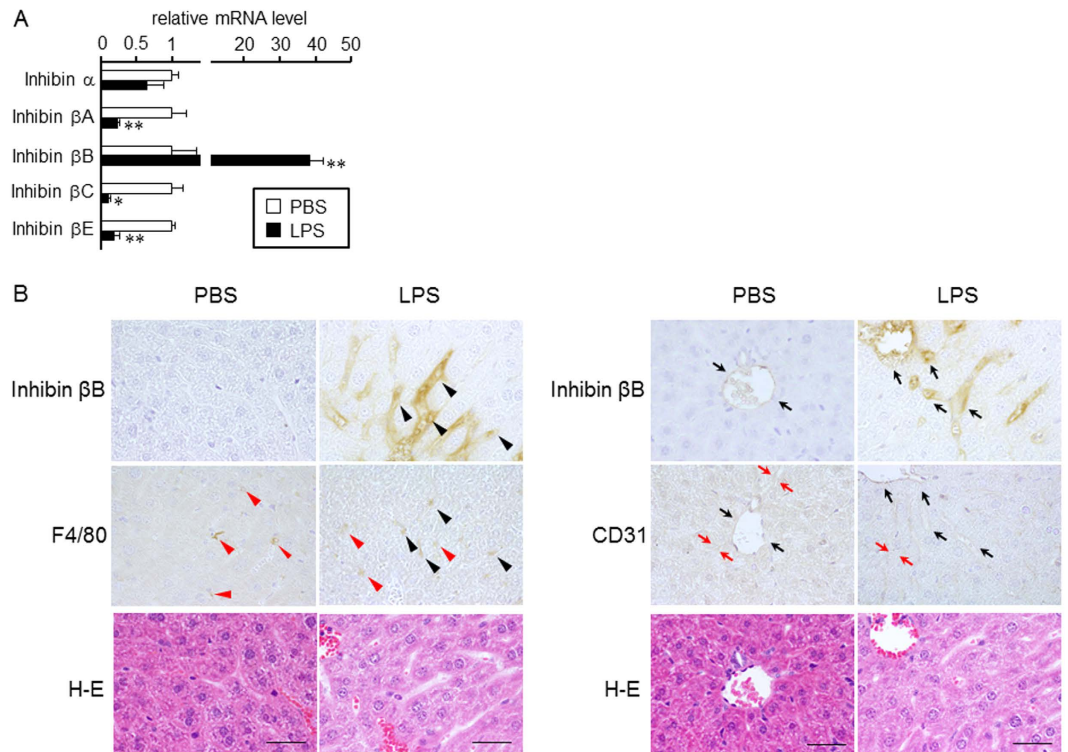 A
relative mRNA level
0 0.5 1 20 30 40 50
Inhibin α
Inhibin βA **
Inhibin βB **
Inhibin βC *
Inhibin βE **
PBS
LPS
B
PBS LPS PBS LPS
Inhibin βB Inhibin βB
F4/80 CD31
H-E H-E